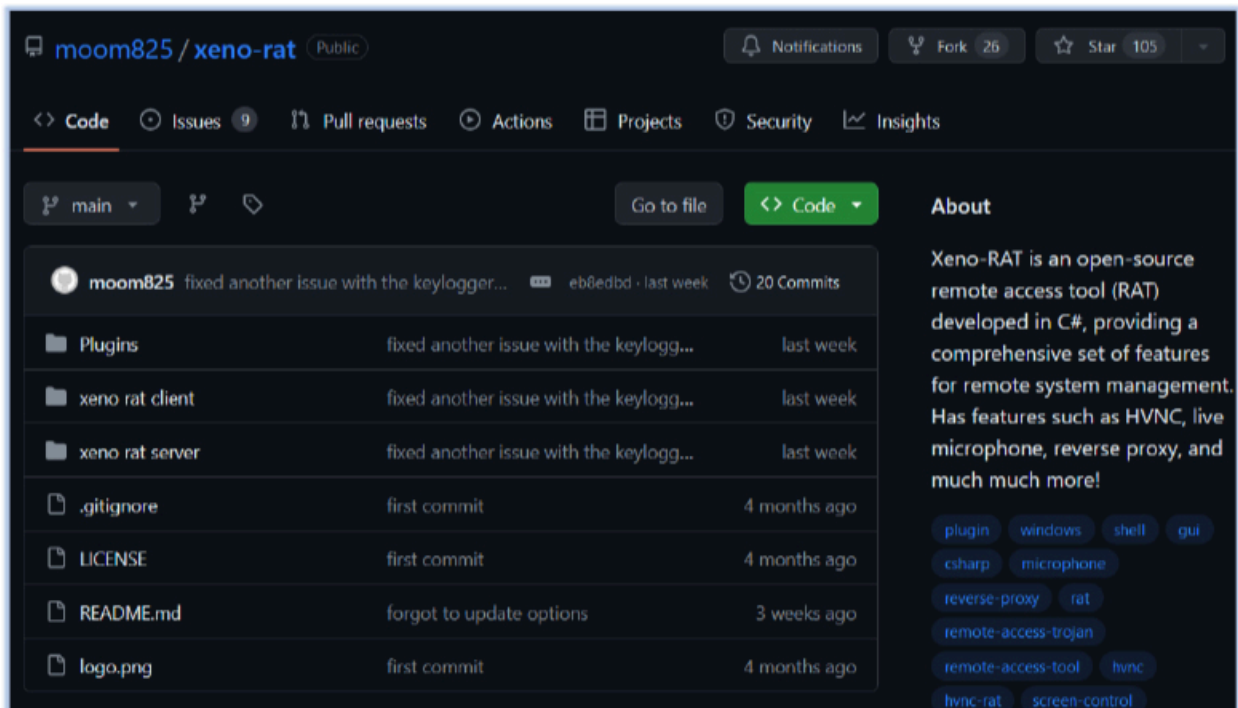 moom825 / xeno-rat Public
Notifications Fork 26 Star 105
Code Issues 9 Pull requests Actions Projects Security Insights
main Go to file Code
moom825 fixed another issue with the keylogger... eb8edbd · last week 20 Commits
Plugins fixed another issue with the keylogg... last week
xeno rat client fixed another issue with the keylogg... last week
xeno rat server fixed another issue with the keylogg... last week
.gitignore first commit 4 months ago
LICENSE first commit 4 months ago
README.md forgot to update options 3 weeks ago
logo.png first commit 4 months ago
About
Xeno-RAT is an open-source
remote access tool (RAT)
developed in C#, providing a
comprehensive set of features
for remote system management.
Has features such as HVNC, live
microphone, reverse proxy, and
much much more!
plugin windows shell gui
csharp microphone
reverse-proxy rat
remote-access-trojan
remote-access-tool hvnc
hvnc-rat screen-control